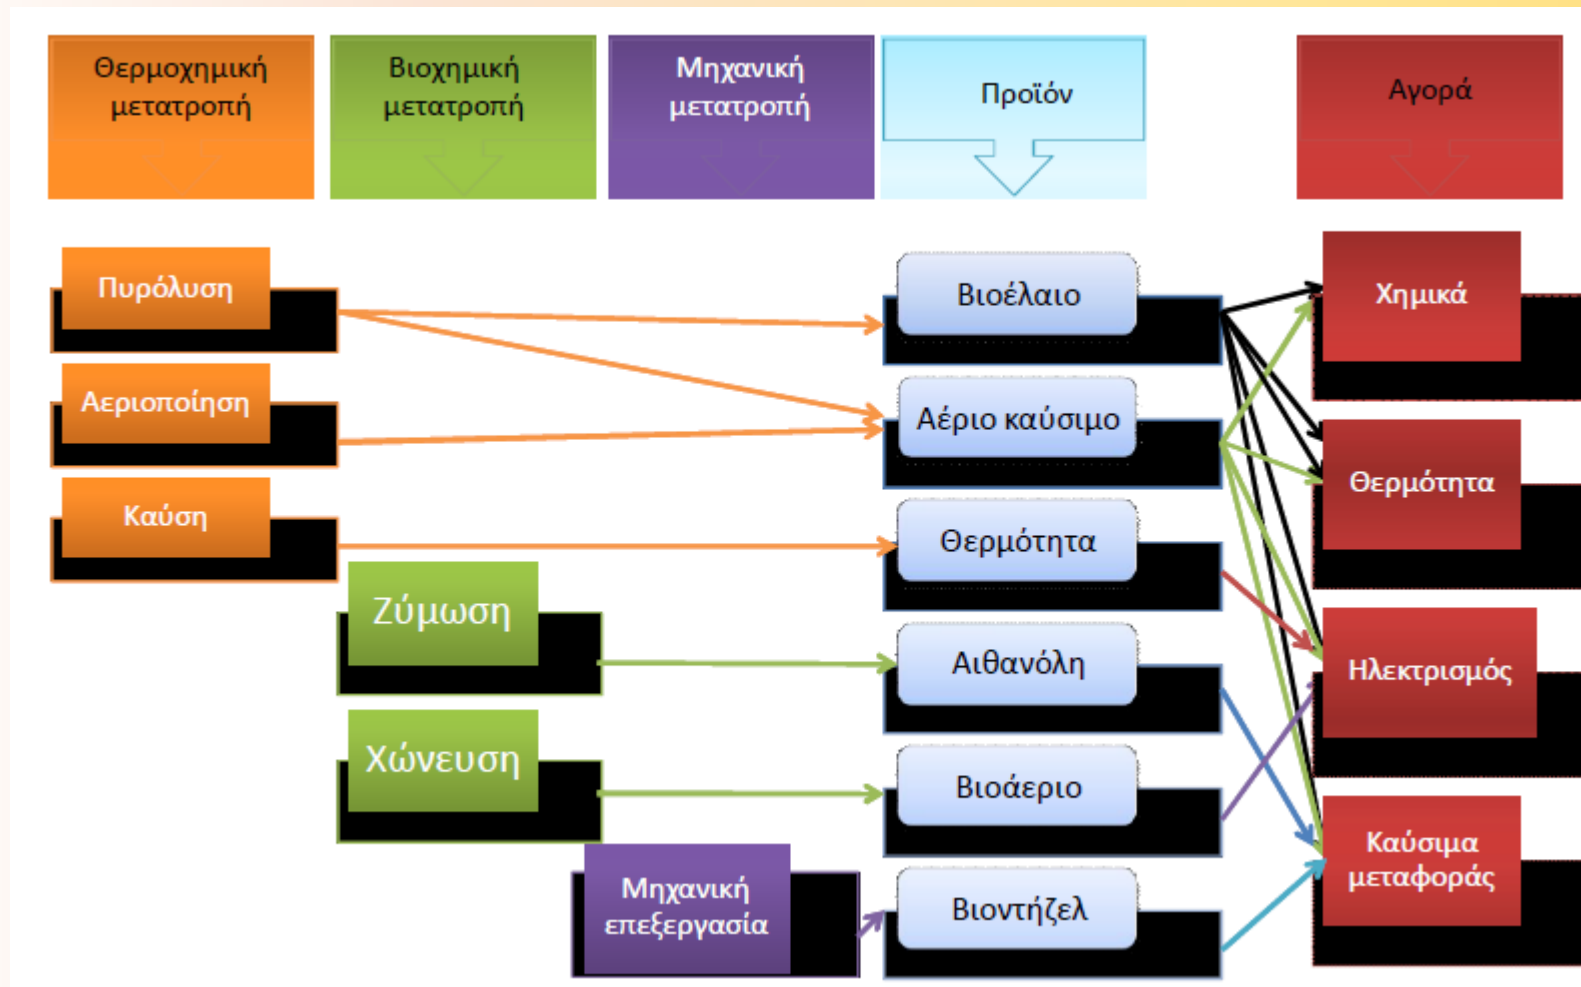 Θερμοχημική
μετατροπή
Βιοχημική
μετατροπή
Μηχανική
μετατροπή
Προϊόν
Αγορά
Πυρόλυση
Βιοέλαιο
Χημικά
Αεριοποίηση
Αέριο καύσιμο
Θερμότητα
Καύση
Θερμότητα
Ζύμωση
Αιθανόλη
Ηλεκτρισμός
Χώνευση
Βιοάεριο
Καύσιμα
μεταφοράς
Μηχανική
επεξεργασία
Βιοντήζελ